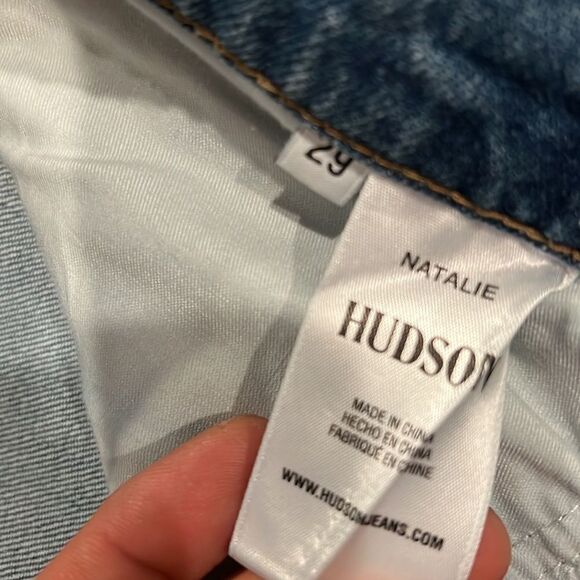 29
NATALIE
HUDSON
MADE IN CHINA
HECHO EN CHINA
FABRIQUÉ EN CHINE
WWW.HUDSONJEANS.COM